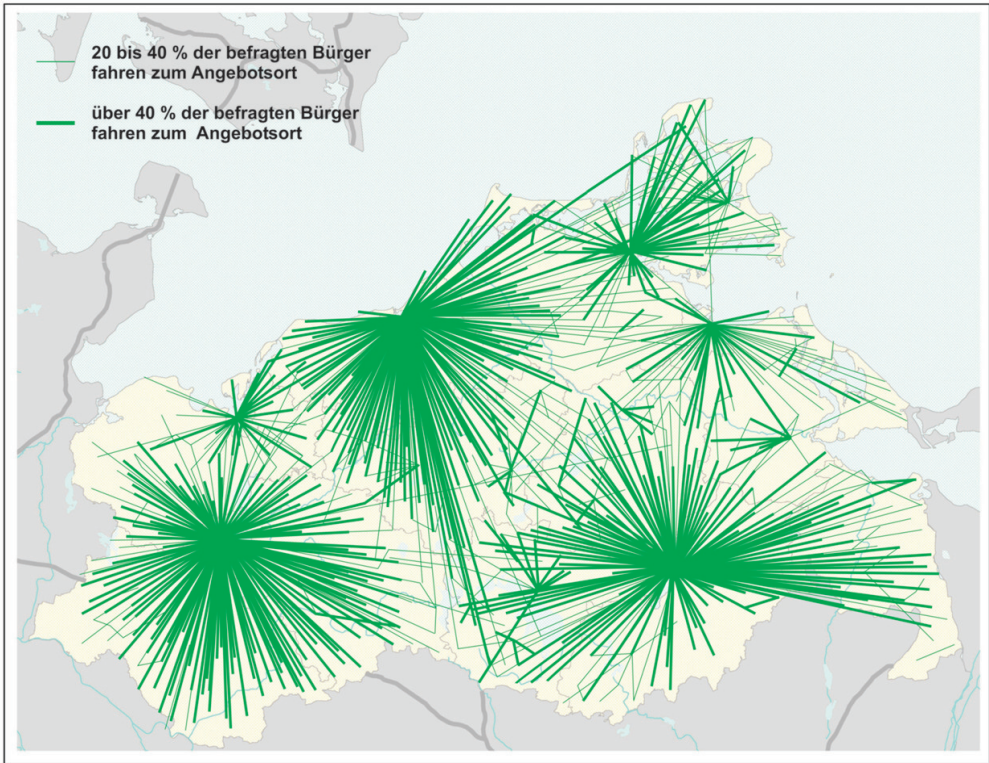 20 bis 40 % der befragten Bürger
fahren zum Angebotsort
über 40 % der befragten Bürger
fahren zum Angebotsort